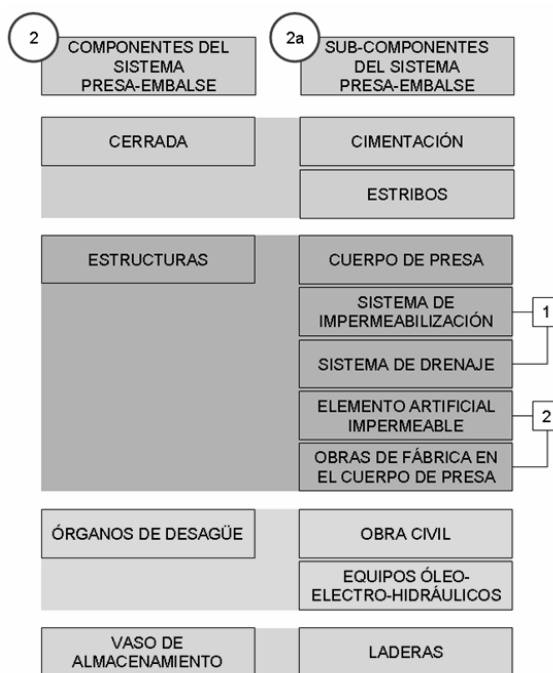 2
COMPONENTES DEL
SISTEMA
PRESA-EMBALSE
2a
SUB-COMPONENTES
DEL SISTEMA
PRESA-EMBALSE
CERRADA
CIMENTACIÓN
ESTRIBOS
ESTRUCTURAS
CUERPO DE PRESA
SISTEMA DE
IMPERMEABILIZACIÓN
1
SISTEMA DE DRENAJE
ELEMENTO ARTIFICIAL
IMPERMEABLE
2
OBRAS DE FÁBRICA EN
EL CUERPO DE PRESA
ÓRGANOS DE DESAGÜE
OBRA CIVIL
EQUIPOS ÓLEO-
ELECTRO-HIDRÁULICOS
VASO DE
ALMACENAMIENTO
LADERAS